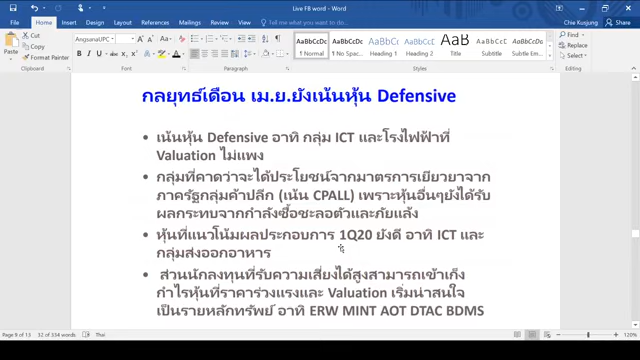 Live FB word - Word
Chie Kunjung
File Home Insert Design Layout References Mailings Review View Tell me what you want to do... Share
Paste Cut Copy Format Painter
Clipboard
AngsanaUPC
Font
Paragraph
AaBbCcDc AaBbCcDc AaBbCc AaBbCcE AaB AaBbCcC AaBbCcDc
¶ Normal ¶ No Spac... Heading 1 Heading 2 Title Subtitle Subtle Em...
Styles
Find Replace Select
Editing
กลยุทธ์เดือน เม.ย.ยังเน้นหุ้น Defensive
• เน้นหุ้น Defensive อาทิ กลุ่ม ICT และโรงไฟฟ้าที่
Valuation ไม่แพง
• กลุ่มที่คาดว่าจะได้ประโยชน์จากมาตรการเยียวยาจาก
ภาครัฐกลุ่มค้าปลีก (เน้น CPALL) เพราะหุ้นอื่นๆยังได้รับ
ผลกระทบจากกำลังซื้อชะลอตัวและภัยแล้ง
• หุ้นที่แนวโน้มผลประกอบการ 1Q20 ยังดี อาทิ ICT และ
กลุ่มส่งออกอาหาร
• ส่วนนักลงทุนที่รับความเสี่ยงได้สูงสามารถเข้าเก็ง
กำไรหุ้นที่ราคาร่วงแรงและ Valuation เริ่มน่าสนใจ
เป็นรายหลักทรัพย์ อาทิ ERW MINT AOT DTAC BDMS
Page 9 of 13 32 of 334 words Thai